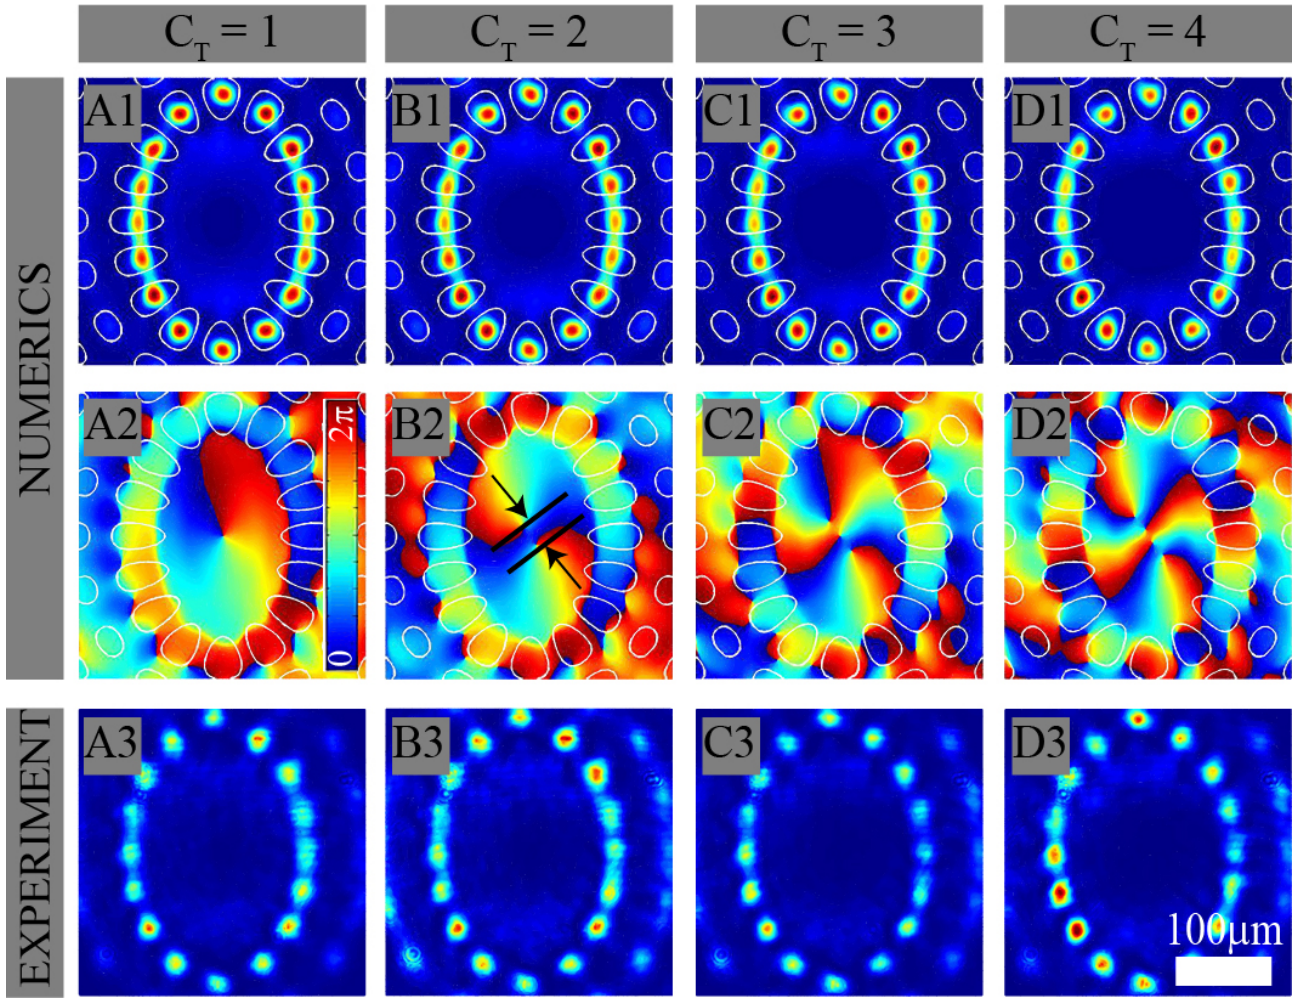 C_T = 1 C_T = 2 C_T = 3 C_T = 4
NUMERICS
A1 B1 C1 D1
A2 B2 C2 D2
2π
0
EXPERIMENT
A3 B3 C3 D3
100μm